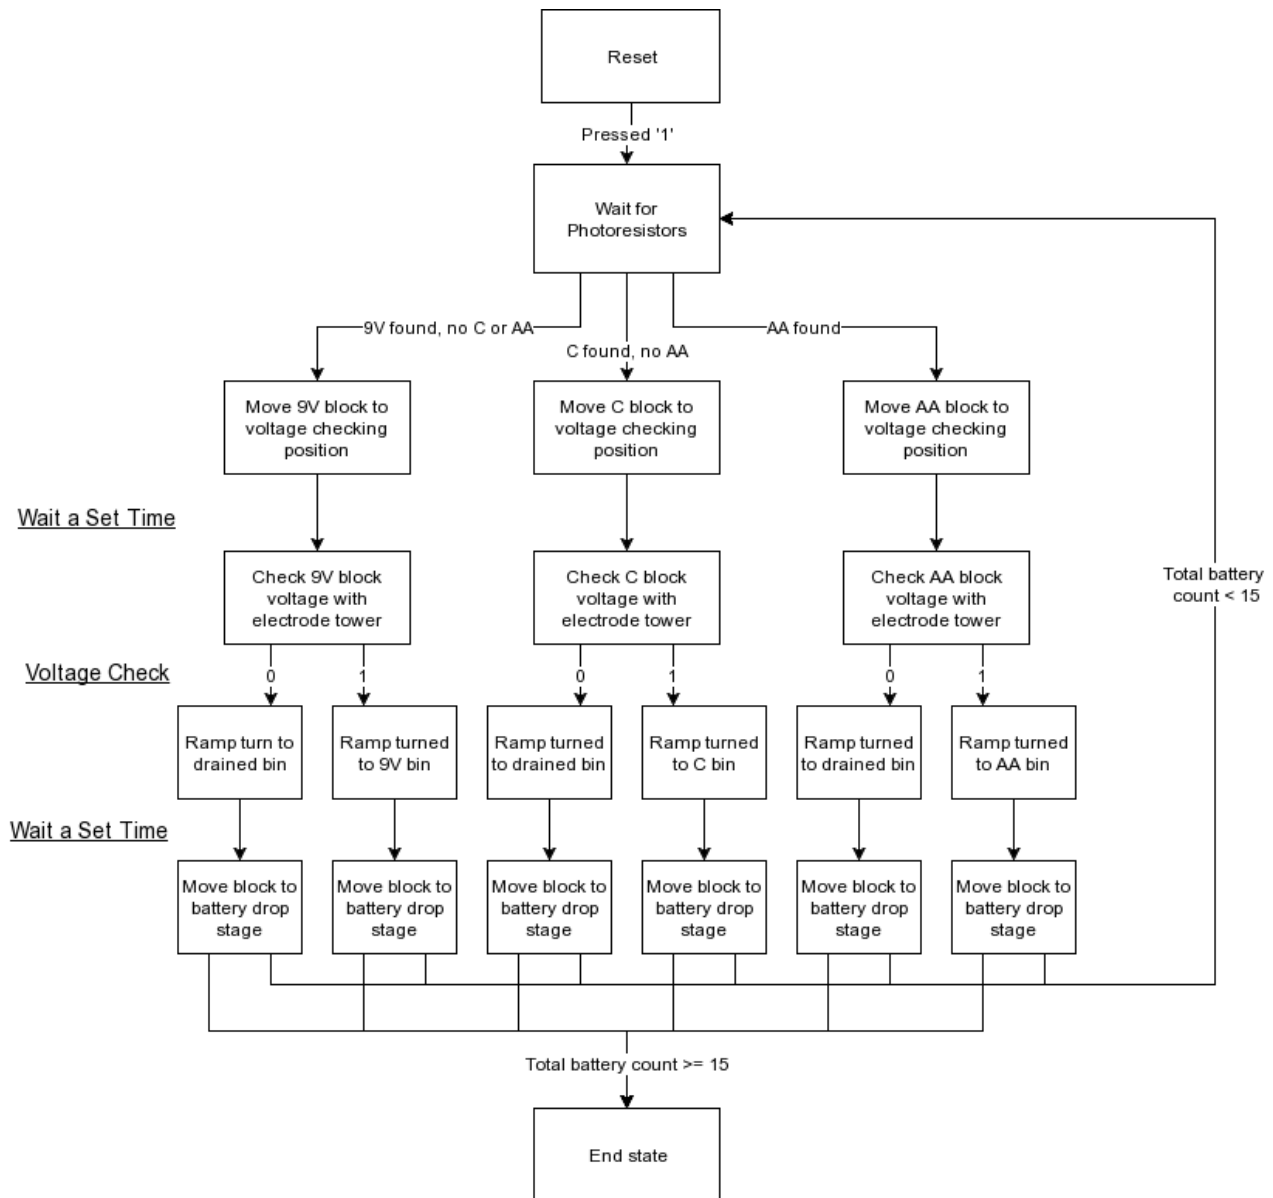 Reset
Pressed '1'
Wait for
Photoresistors
9V found, no C or AA
C found, no AA
AA found
Move 9V block to
voltage checking
position
Move C block to
voltage checking
position
Move AA block to
voltage checking
position
Wait a Set Time
Check 9V block
voltage with
electrode tower
Check C block
voltage with
electrode tower
Check AA block
voltage with
electrode tower
Total battery
count < 15
Voltage Check
0
1
0
1
0
1
Ramp turn to
drained bin
Ramp turned
to 9V bin
Ramp turned
to drained bin
Ramp turned
to C bin
Ramp turned
to drained bin
Ramp turned
to AA bin
Wait a Set Time
Move block to
battery drop
stage
Move block to
battery drop
stage
Move block to
battery drop
stage
Move block to
battery drop
stage
Move block to
battery drop
stage
Move block to
battery drop
stage
Total battery count >= 15
End state